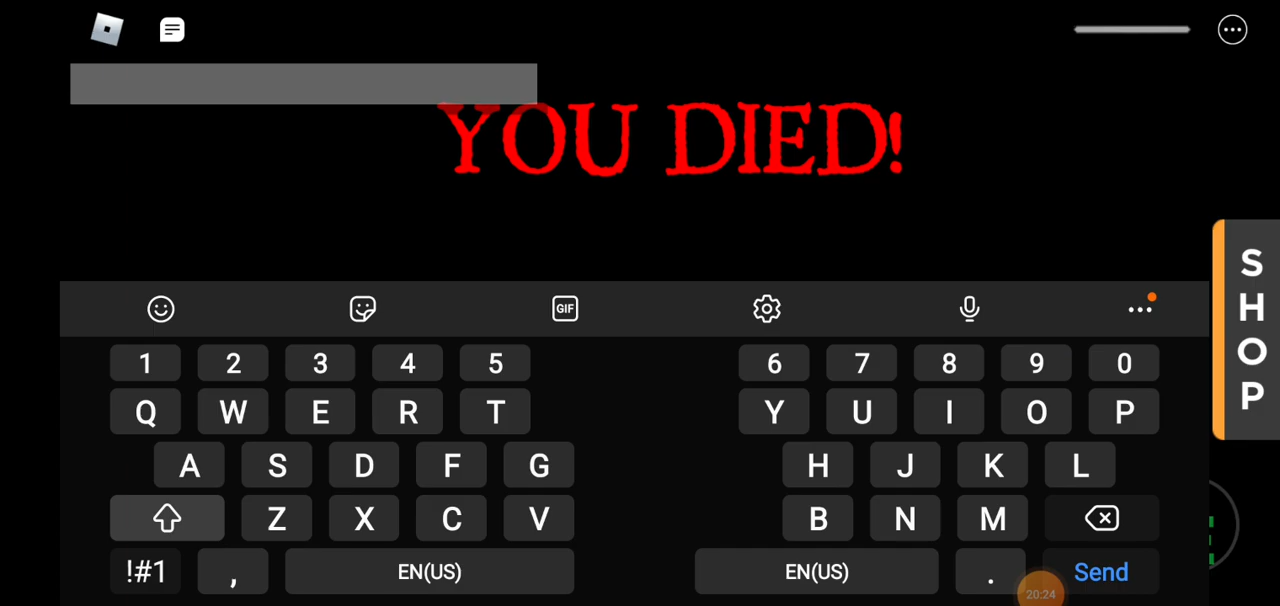 YOU DIED!
S
H
O
P
GIF
1 2 3 4 5 6 7 8 9 0
Q W E R T Y U I O P
A S D F G H J K L
Z X C V B N M
!#1 , EN(US) EN(US) . Send
20:24